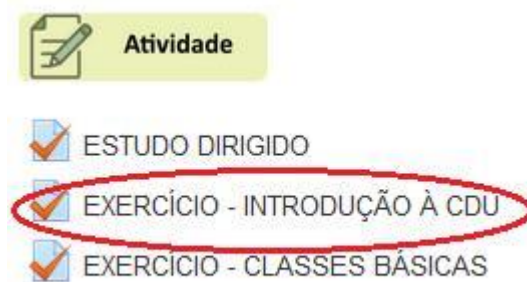 Atividade
ESTUDO DIRIGIDO
EXERCÍCIO - INTRODUÇÃO À CDU
EXERCÍCIO - CLASSES BÁSICAS